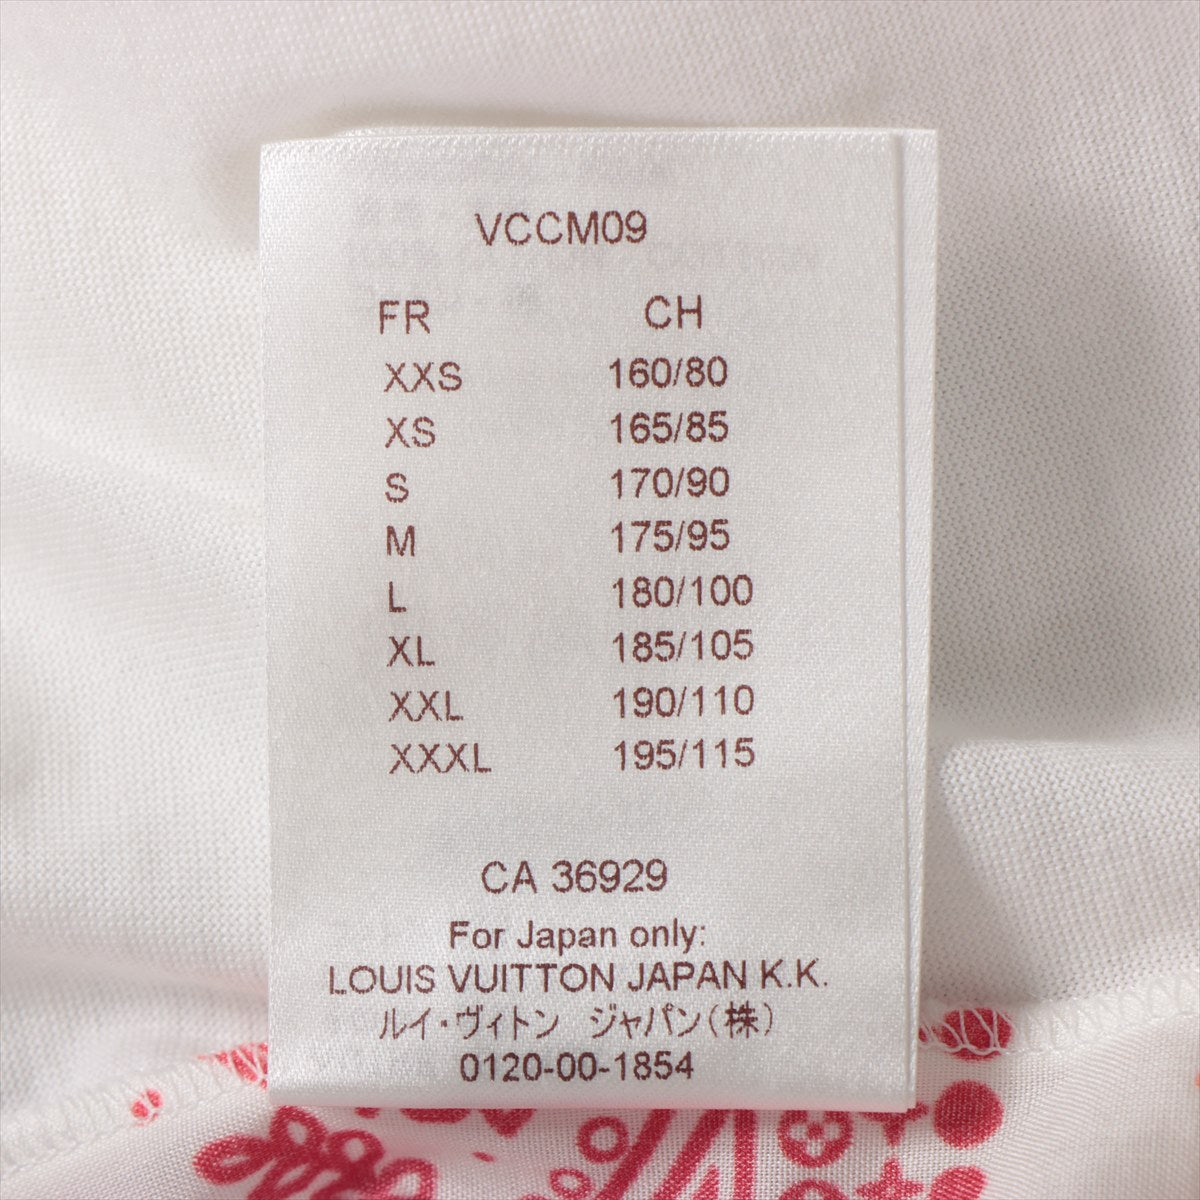 VCCM09
FR CH
XXS 160/80
XS 165/85
S 170/90
M 175/95
L 180/100
XL 185/105
XXL 190/110
XXXL 195/115
CA 36929
For Japan only:
LOUIS VUITTON JAPAN K.K.
ルイ・ヴィトン ジャパン(株)
0120-00-1854